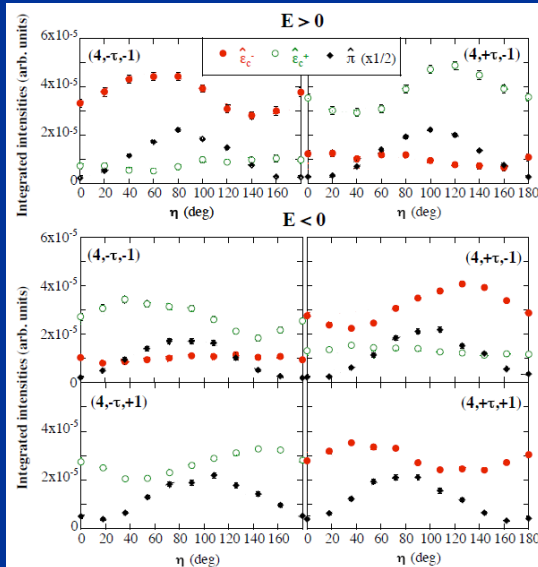 E > 0
Integrated intensities (arb. units)
6x10⁻⁵
4x10⁻⁵
2x10⁻⁵
0
(4,-τ,-1)
ε̂c⁻ ε̂c⁺ π̂ (x1/2)
(4,+τ,-1)
0 20 40 60 80 100 120 140 160
0 20 40 60 80 100 120 140 160 180
η (deg) η (deg)
E < 0
Integrated intensities (arb. units)
6x10⁻⁵
4x10⁻⁵
2x10⁻⁵
(4,-τ,-1) (4,+τ,-1)
Integrated intensities (arb. units)
4x10⁻⁵
2x10⁻⁵
0
(4,-τ,+1) (4,+τ,+1)
0 20 40 60 80 100 120 140 160
0 20 40 60 80 100 120 140 160 180
η (deg) η (deg)